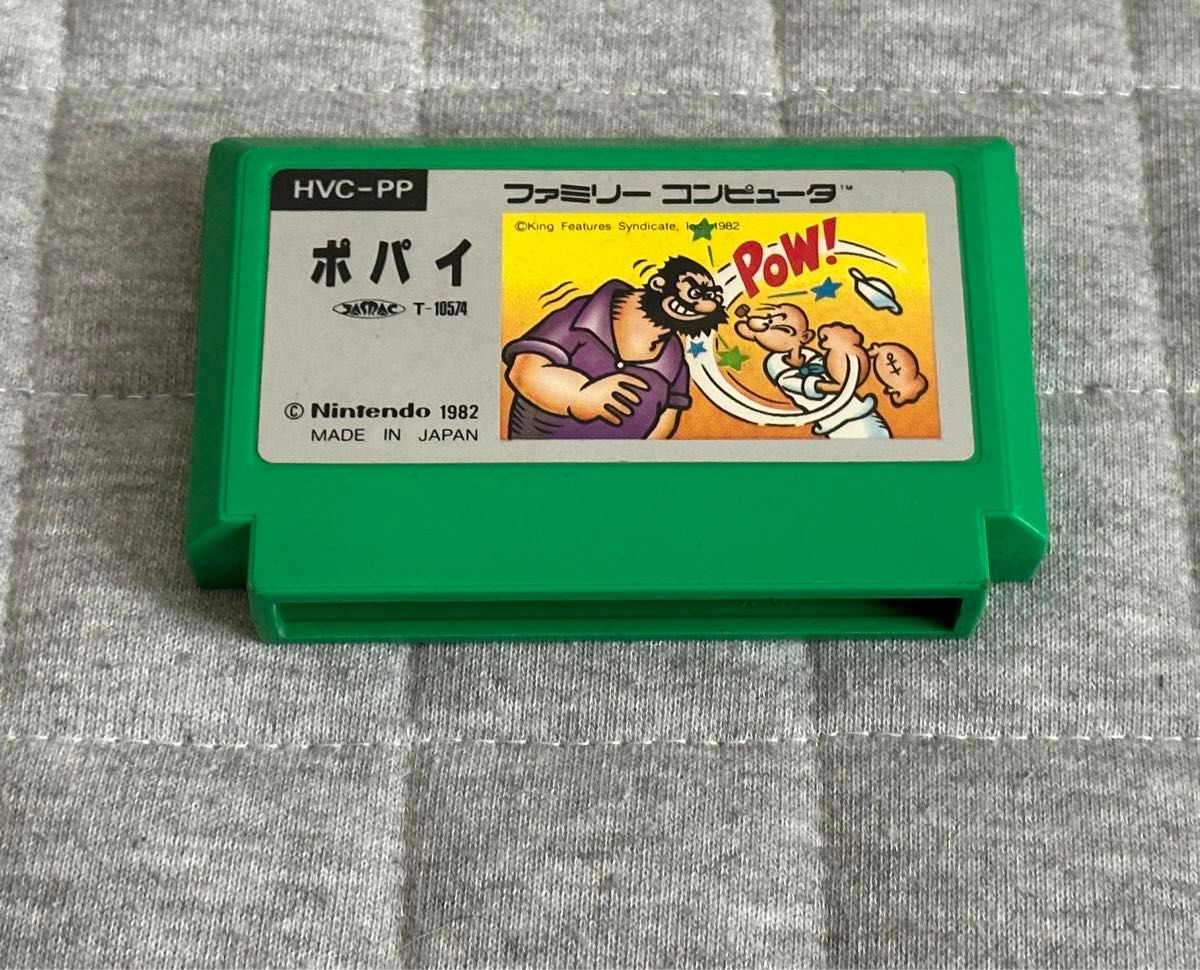 HVC-PP
ファミリー コンピュータ™
ポパイ
JASRAC T-10574
© Nintendo 1982
MADE IN JAPAN
©King Features Syndicate, Inc. 1982
POW!